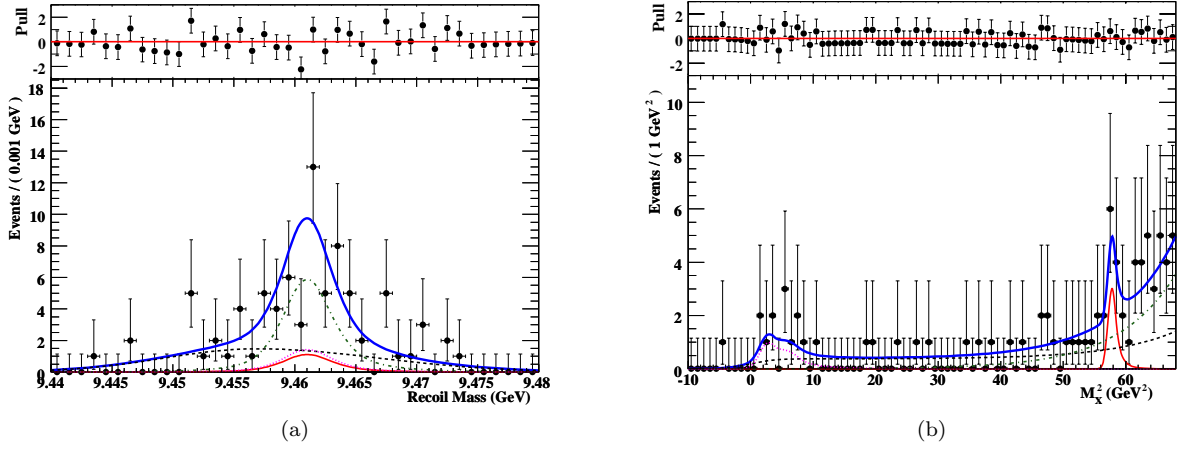 Pull
2
0
-2
Events / ( 0.001 GeV )
18
16
14
12
10
8
6
4
2
0
9.44 9.445 9.45 9.455 9.46 9.465 9.47 9.475 9.48
Recoil Mass (GeV)
(a)
Pull
2
0
-2
Events / ( 1 GeV² )
10
8
6
4
2
0
-10 0 10 20 30 40 50 60
M²X (GeV²)
(b)